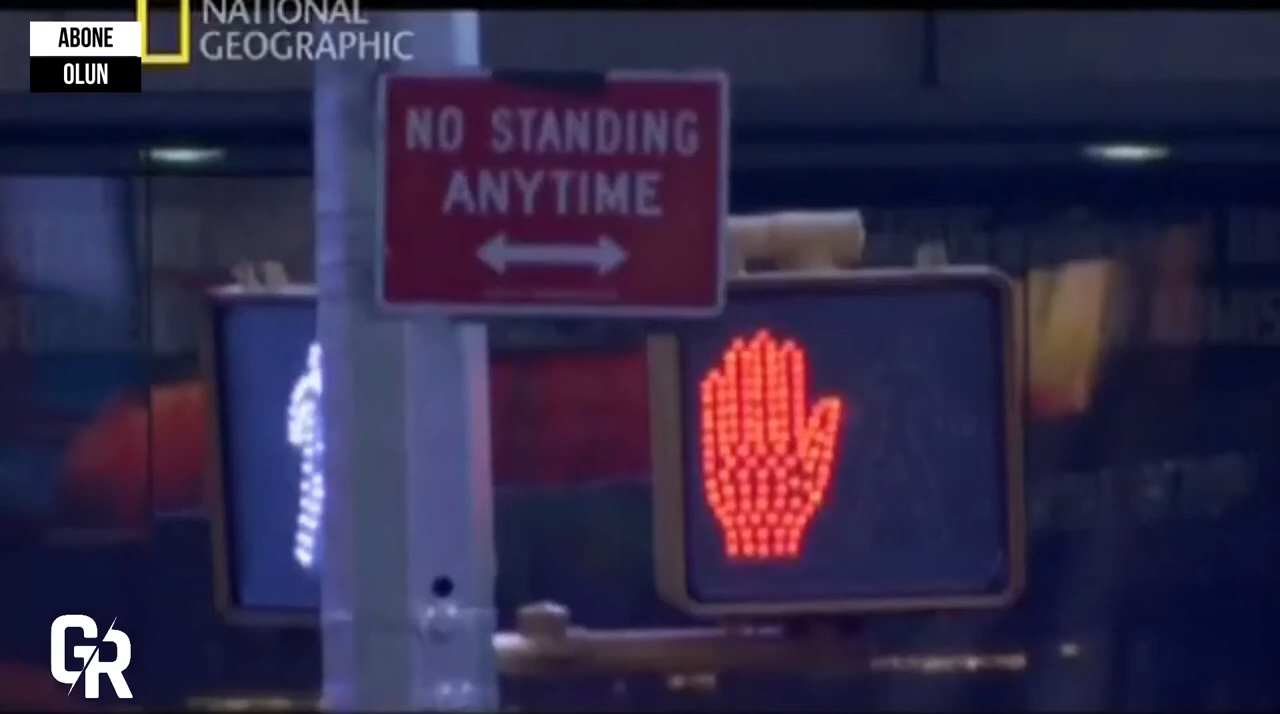 NATIONAL
GEOGRAPHIC
ABONE
OLUN
NO STANDING
ANYTIME
GR